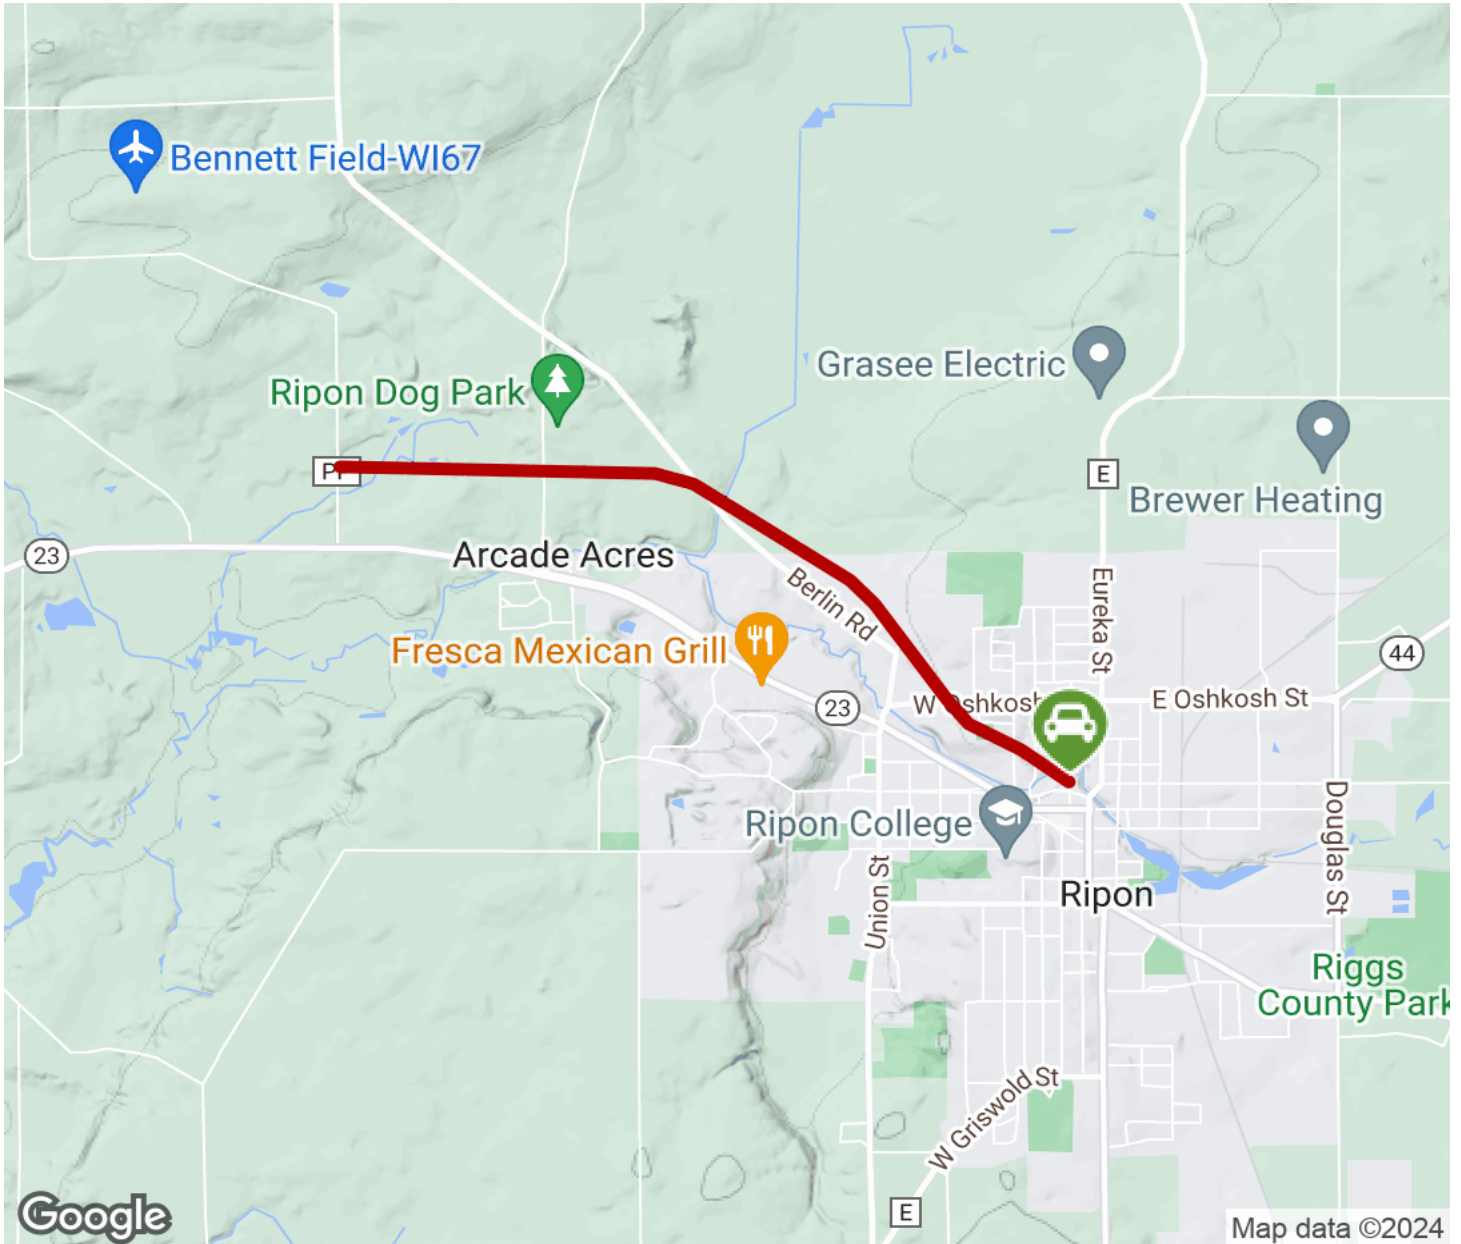 Bennett Field-WI67
Grasee Electric
Ripon Dog Park
E
Brewer Heating
23
Arcade Acres
Berlin Rd
Eureka St
Fresca Mexican Grill
44
23
E Oshkosh St
Ripon College
Douglas St
Union St
Ripon
Riggs
County Park
W Griswold St
E
Google
Map data ©2024